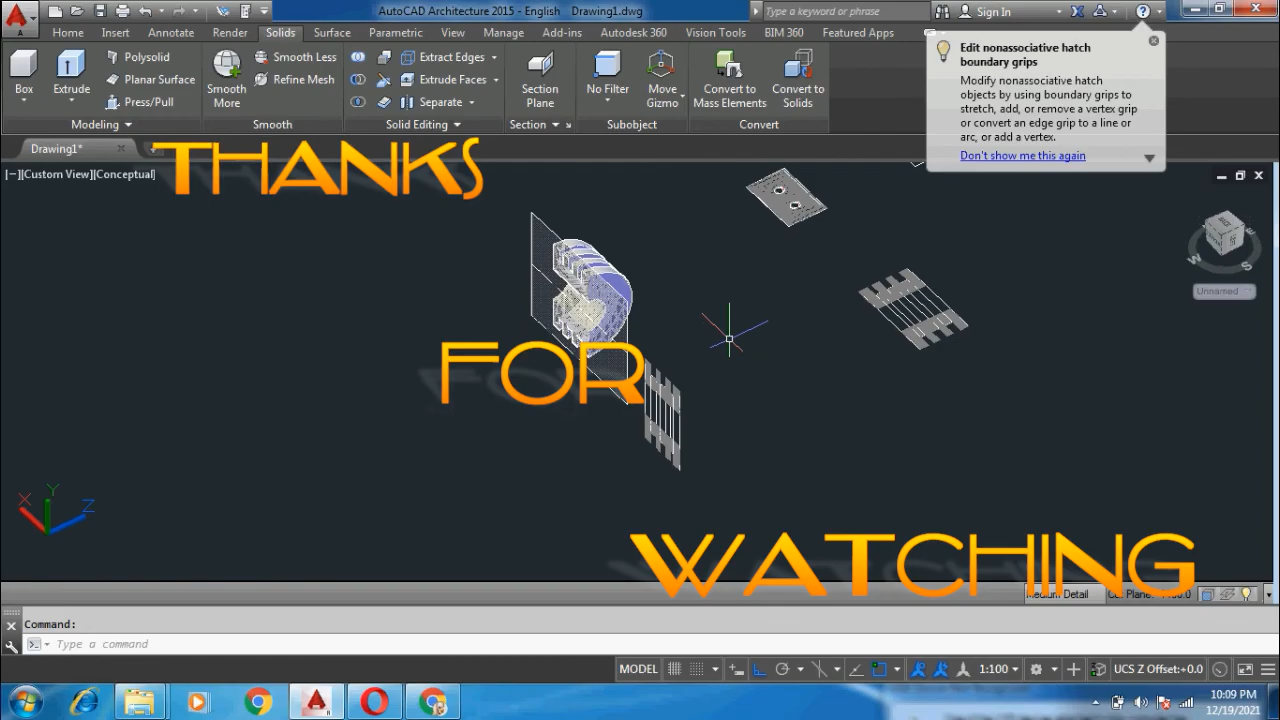 AutoCAD Architecture 2015 - English Drawing1.dwg
Type a keyword or phrase
Sign In
Home Insert Annotate Render Solids Surface Parametric View Manage Add-ins Autodesk 360 Vision Tools BIM 360 Featured Apps
Box
Extrude
Polysolid
Planar Surface
Press/Pull
Smooth More
Smooth Less
Refine Mesh
Extract Edges
Extrude Faces
Separate
Section Plane
No Filter
Move Gizmo
Convert to Mass Elements
Convert to Solids
Modeling
Smooth
Solid Editing
Section
Subobject
Convert
Edit nonassociative hatch
boundary grips
Modify nonassociative hatch
objects by using boundary grips to
stretch, add, or remove a vertex grip
or convert an edge grip to a line or
arc, or add a vertex.
Don't show me this again
Drawing1*
[−][Custom View][Conceptual]
THANKS
W S
Unnamed
FOR
X Y Z
WATCHING
Medium Detail
Command:
Type a command
MODEL
1:100
UCS Z Offset:+0.0
10:09 PM
12/19/2021